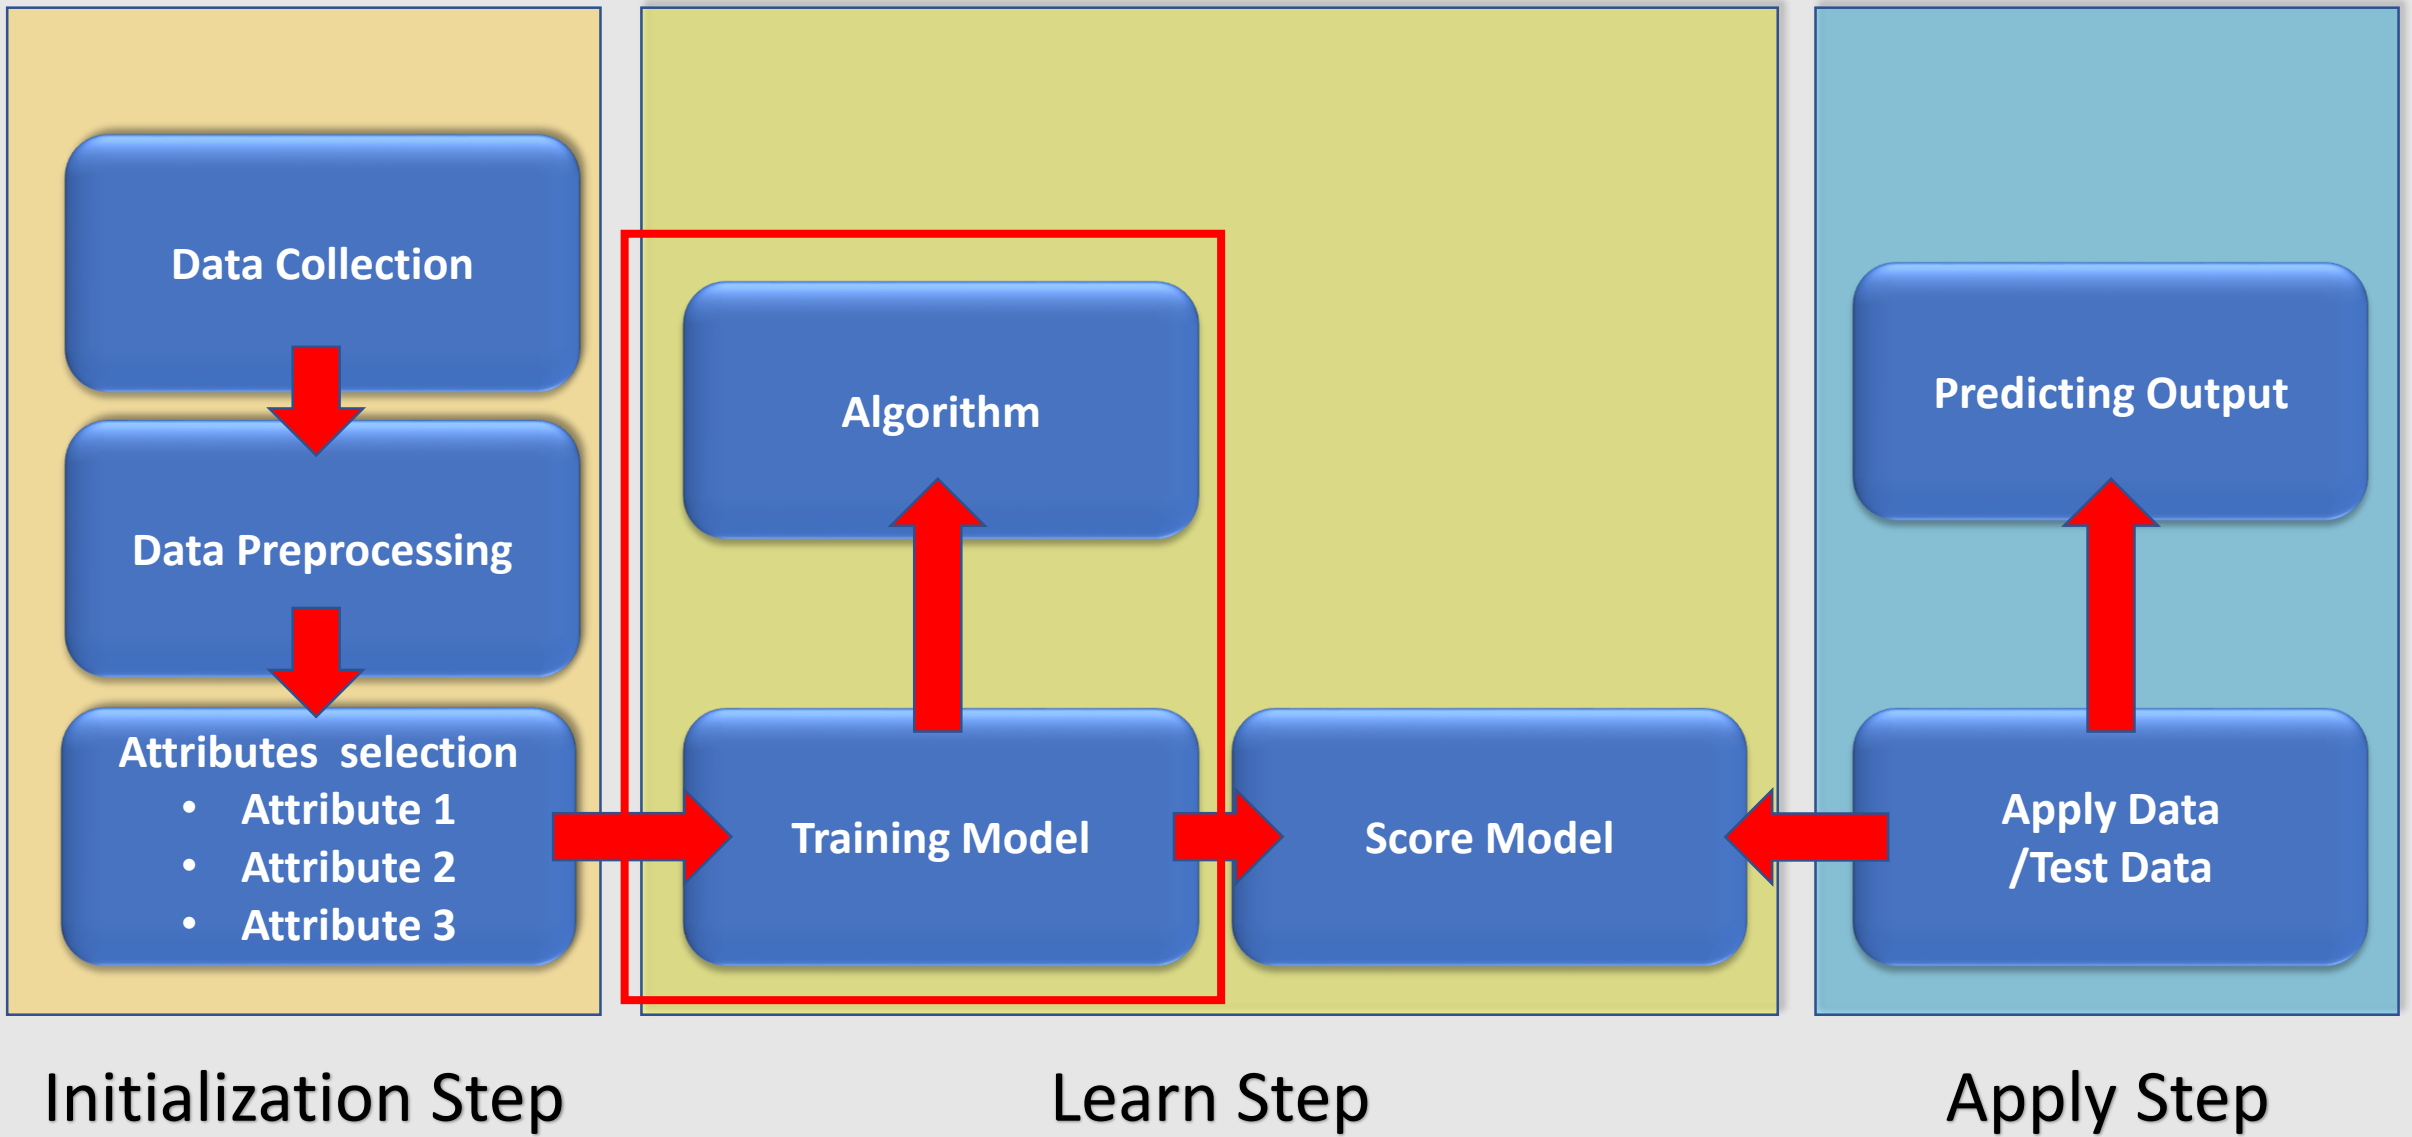 Data Collection
Data Preprocessing
Attributes selection
• Attribute 1
• Attribute 2
• Attribute 3
Algorithm
Training Model
Score Model
Predicting Output
Apply Data
/Test Data
Initialization Step
Learn Step
Apply Step